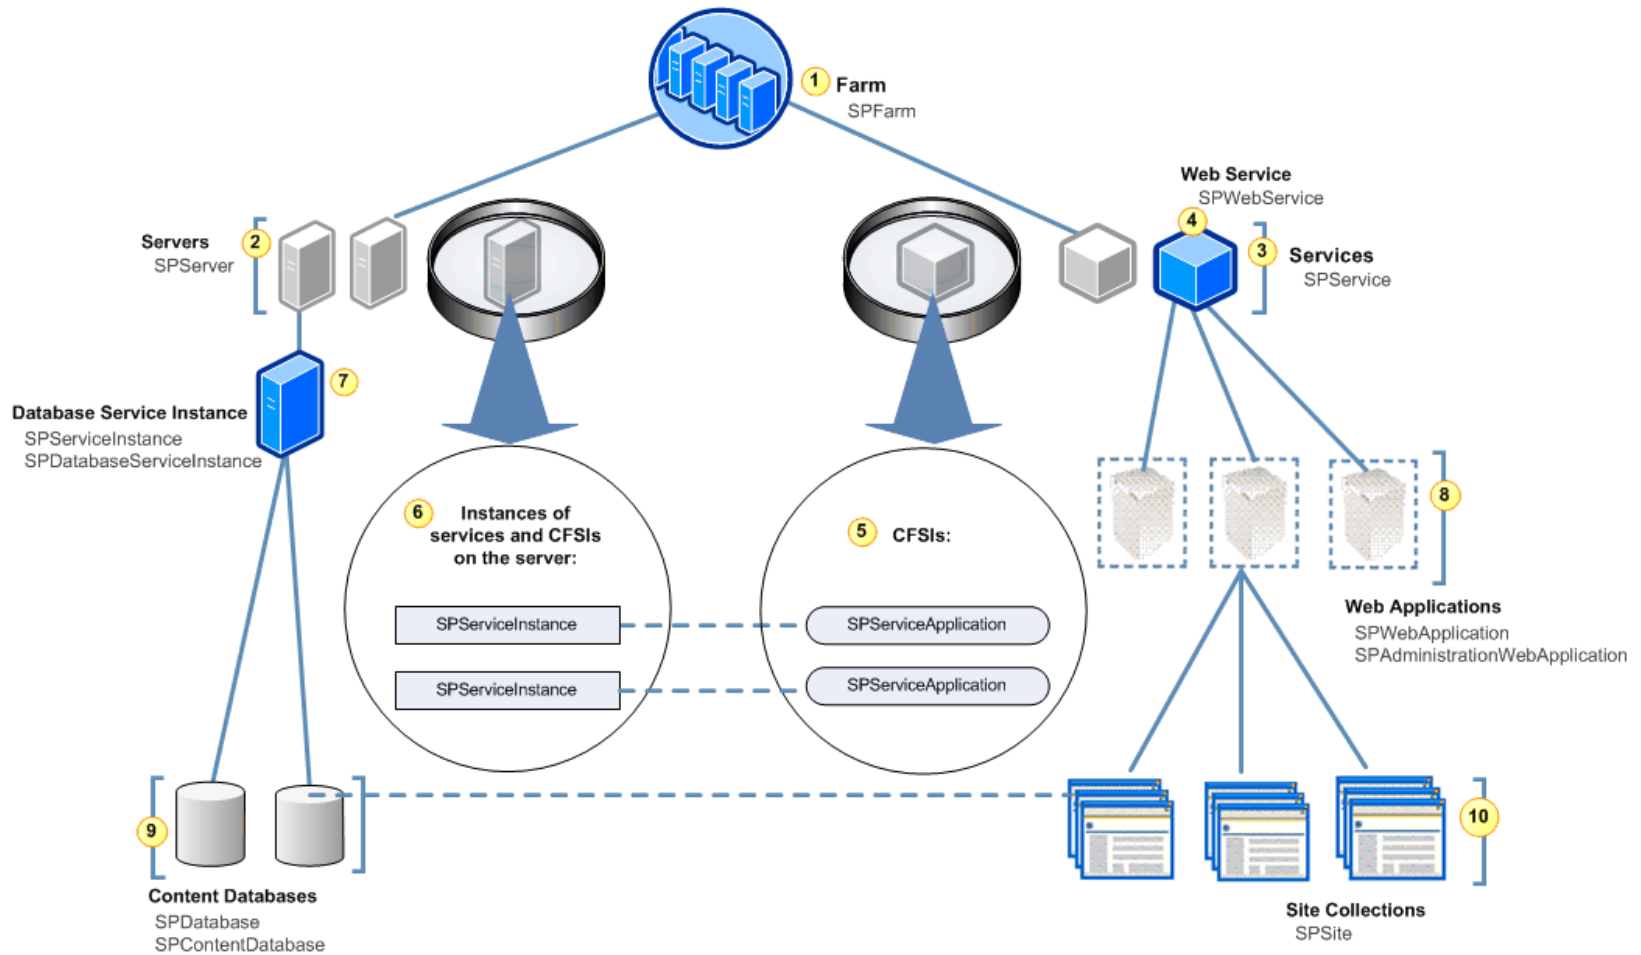 1
Farm
SPFarm
Web Service
SPWebService
4
Servers
2
SPServer
3
Services
SPService
7
Database Service Instance
SPServiceInstance
SPDatabaseServiceInstance
6
Instances of
services and CFSIs
on the server:
SPServiceInstance
SPServiceInstance
5
CFSIs:
SPServiceApplication
SPServiceApplication
8
Web Applications
SPWebApplication
SPAdministrationWebApplication
9
Content Databases
SPDatabase
SPContentDatabase
10
Site Collections
SPSite